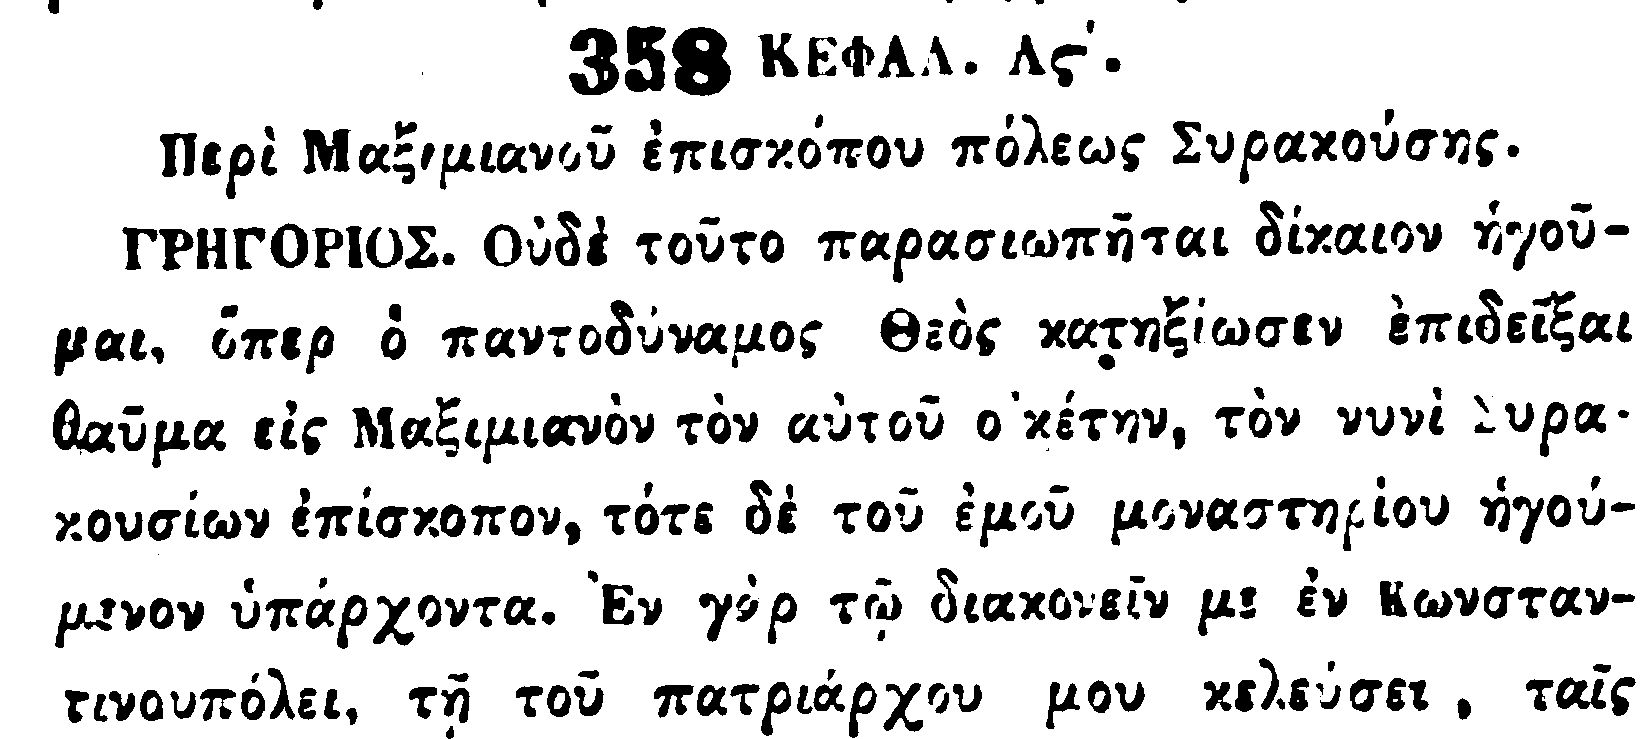 358 ΚΕΦΑΛ. Λς΄.
Περὶ Μαξιμιανοῦ ἐπισκόπου πόλεως Συρακούσης.
ΓΡΗΓΟΡΙΟΣ. Οὐδὲ τοῦτο παρασιωπῆται δίκαιον ἡγοῦ-
μαι, ὅπερ ὁ παντοδύναμος Θεὸς κατηξίωσεν ἐπιδεῖξαι
θαῦμα εἰς Μαξιμιανὸν τὸν αὐτοῦ οἰκέτην, τὸν νυνὶ Συρα-
κουσίων ἐπίσκοπον, τότε δὲ τοῦ ἐμοῦ μοναστηρίου ἡγού-
μενον ὑπάρχοντα. Ἐν γὰρ τῷ διακονεῖν με ἐν Κωνσταν-
τινουπόλει, τῇ τοῦ πατριάρχου μου κελεύσει, ταῖς